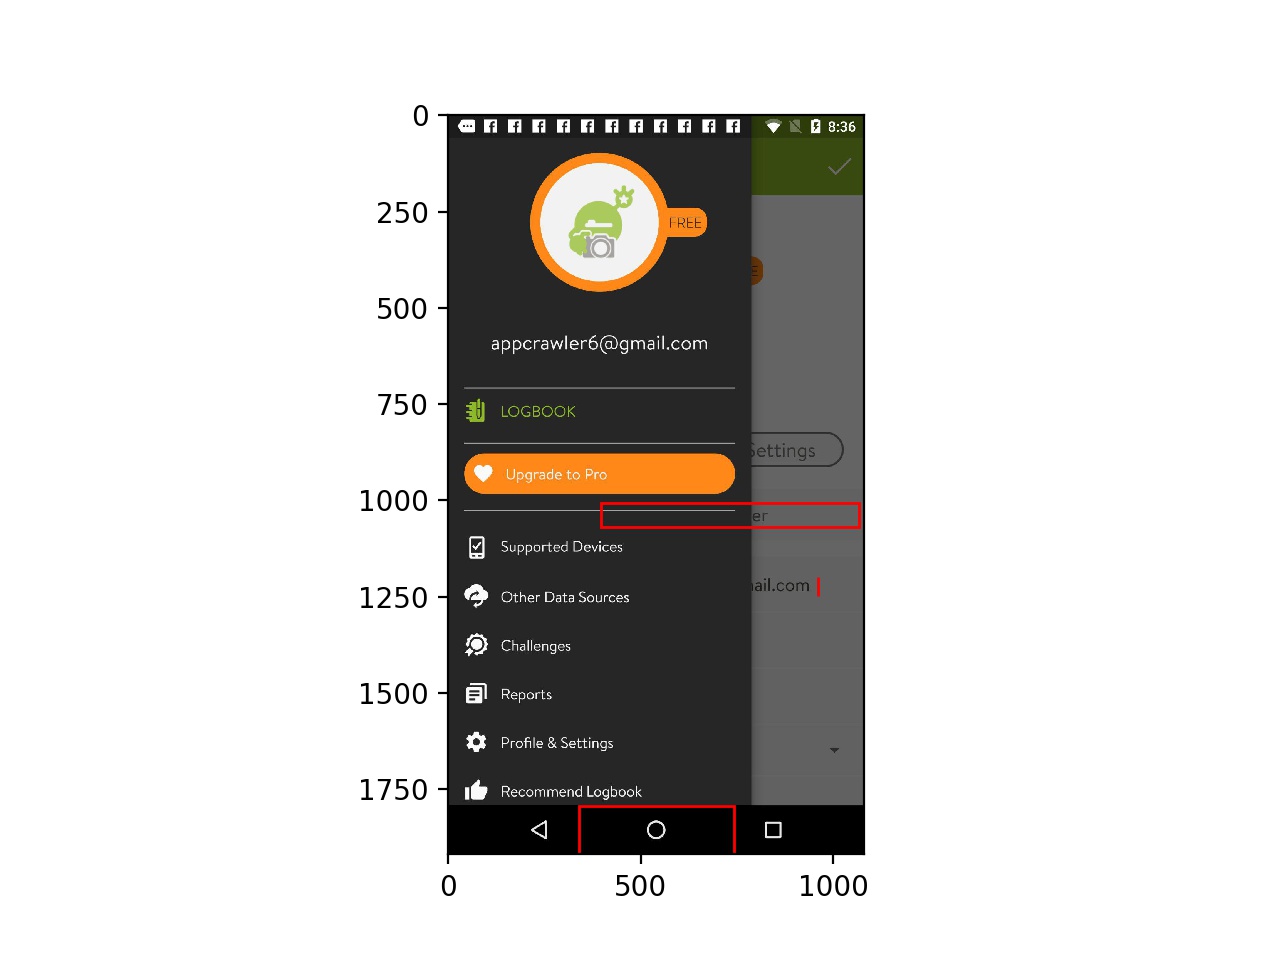 0
250
500
750
1000
1250
1500
1750
8:36
FREE
appcrawler6@gmail.com
LOGBOOK
Settings
Upgrade to Pro
er
Supported Devices
ail.com
Other Data Sources
Challenges
Reports
Profile & Settings
Recommend Logbook
0
500
1000